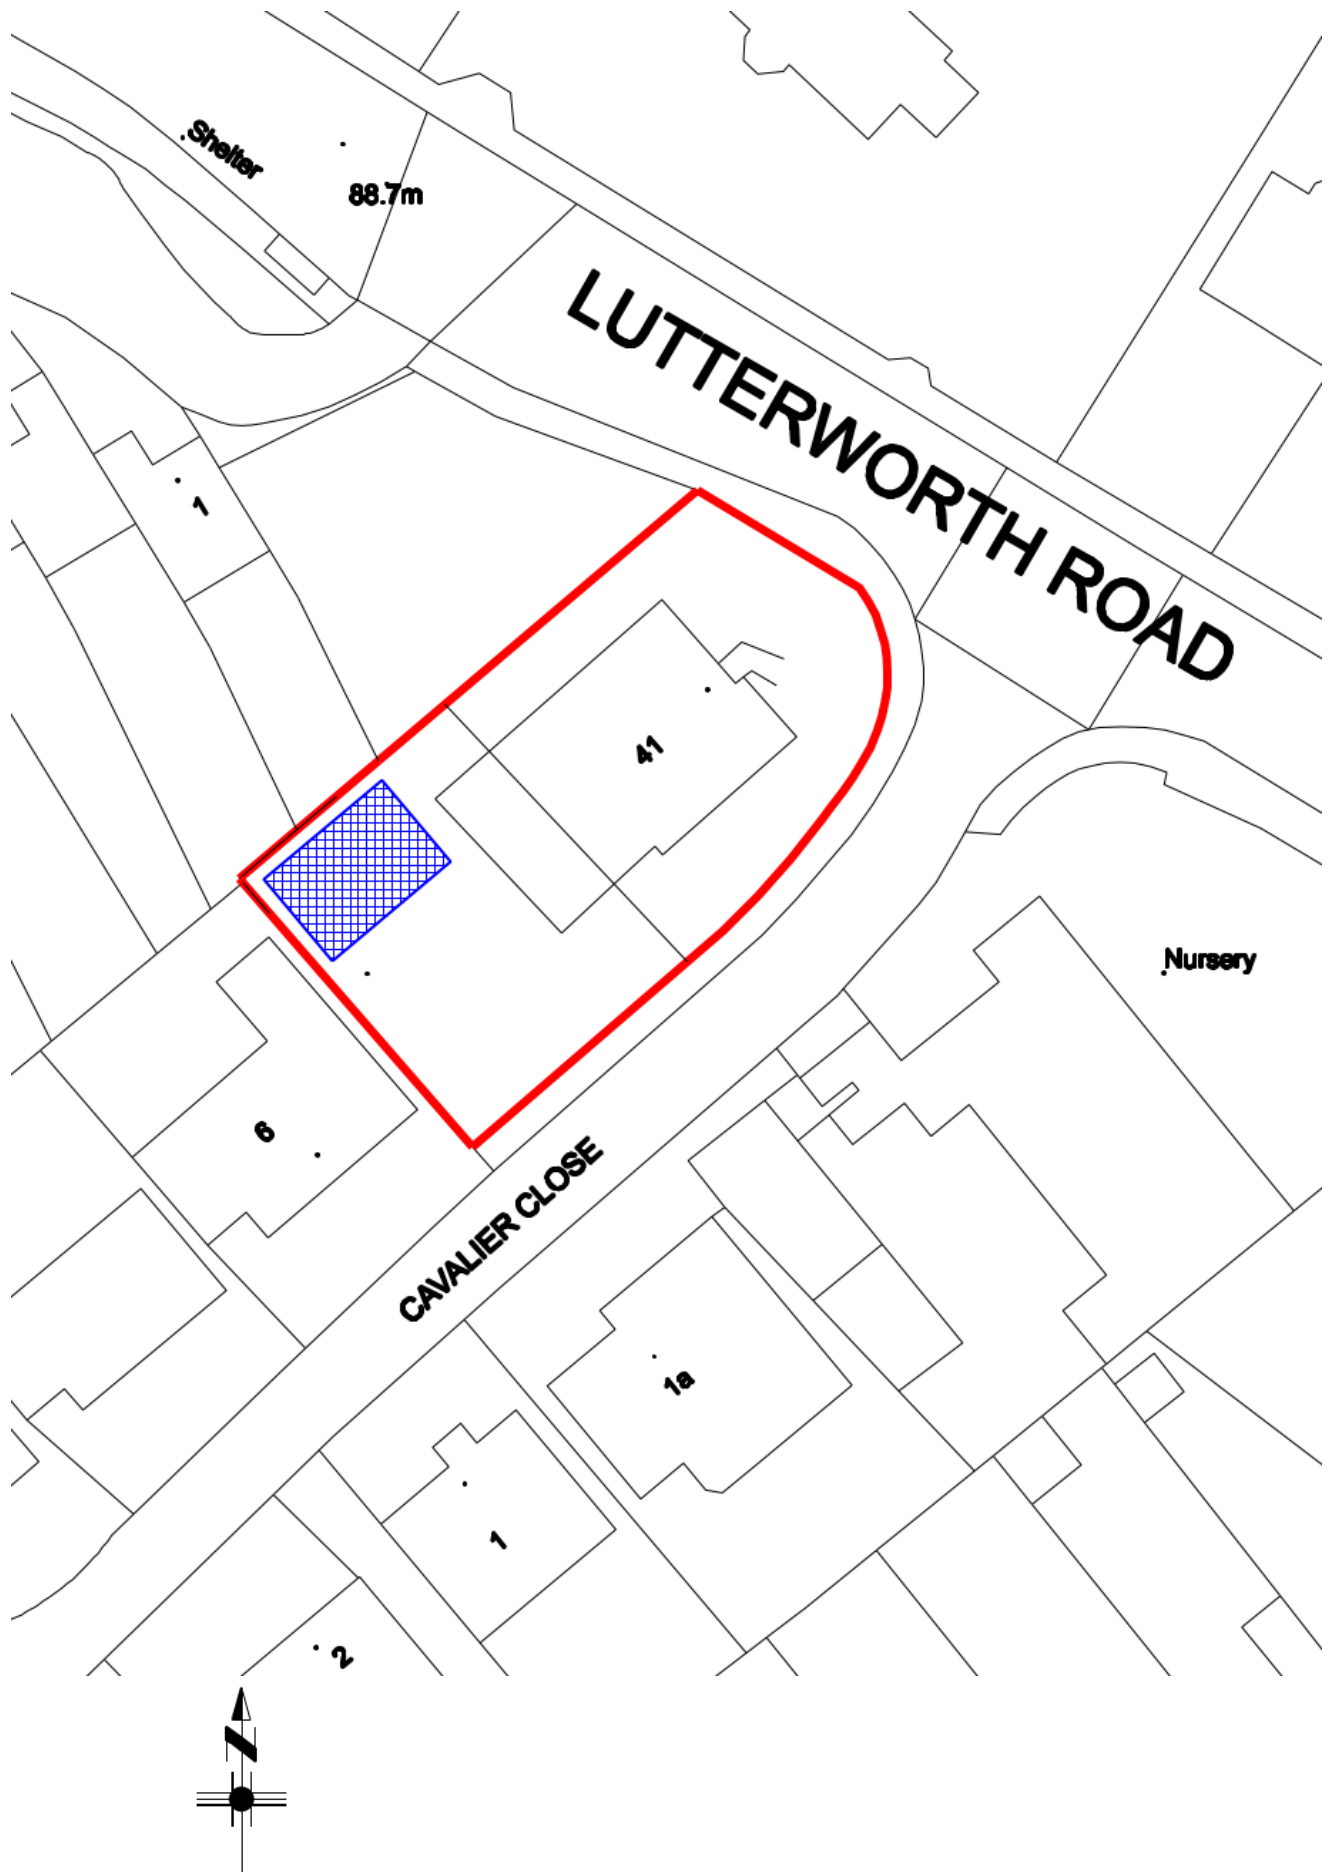 Shelter
88.7m
LUTTERWORTH ROAD
1
41
Nursery
6
CAVALIER CLOSE
1a
1
2
N